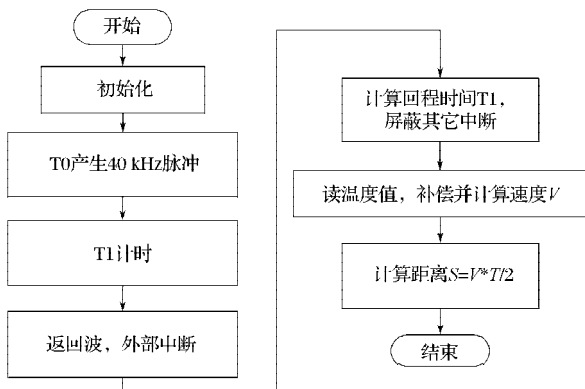 开始
初始化
T0产生40 kHz脉冲
T1计时
返回波，外部中断
计算回程时间T1，
屏蔽其它中断
读温度值，补偿并计算速度V
计算距离S=V*T/2
结束